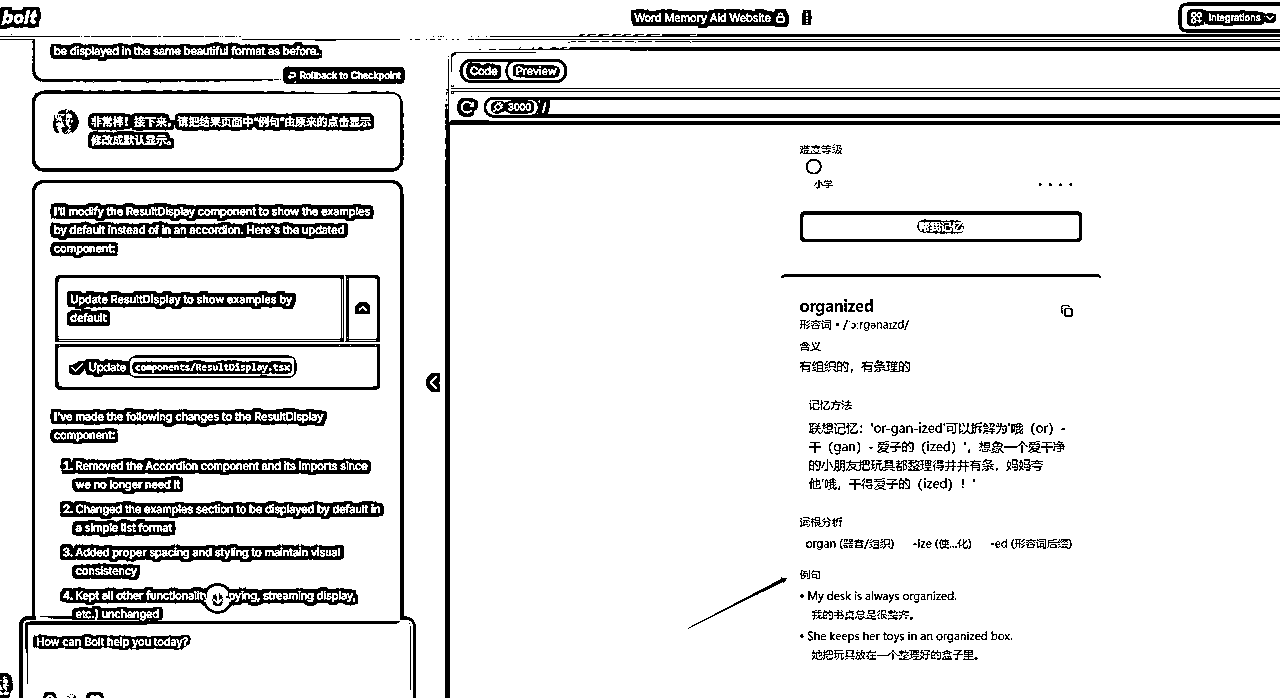 bolt
Word Memory Aid Website
Integrations
be displayed in the same beautiful format as before.
Rollback to Checkpoint
非常棒！接下来，请把结果页面中“例句”由原来的点击显示
修改成默认显示。
I'll modify the ResultDisplay component to show the examples
by default instead of in an accordion. Here's the updated
component:
Update ResultDisplay to show examples by
default
Update components/ResultDisplay.tsx
I've made the following changes to the ResultDisplay
component:
1. Removed the Accordion component and its imports since
we no longer need it
2. Changed the examples section to be displayed by default in
a simple list format
3. Added proper spacing and styling to maintain visual
consistency
4. Kept all other functionality pying, streaming display,
etc.) unchanged
How can Bolt help you today?
Code Preview
3000 /
难度等级
小学
帮我记忆
organized
形容词 • /ˈɔːrɡənaɪzd/
含义
有组织的，有条理的
记忆方法
联想记忆：'or-gan-ized'可以拆解为'哦（or）-
干（gan）- 爱子的（ized）'，想象一个爱干净
的小朋友把玩具都整理得井井有条，妈妈夸
他'哦，干得爱子的（ized）！'
词根分析
organ (器官/组织) -ize (使...化) -ed (形容词后缀)
例句
• My desk is always organized.
我的书桌总是很整齐。
• She keeps her toys in an organized box.
她把玩具放在一个整理好的盒子里。